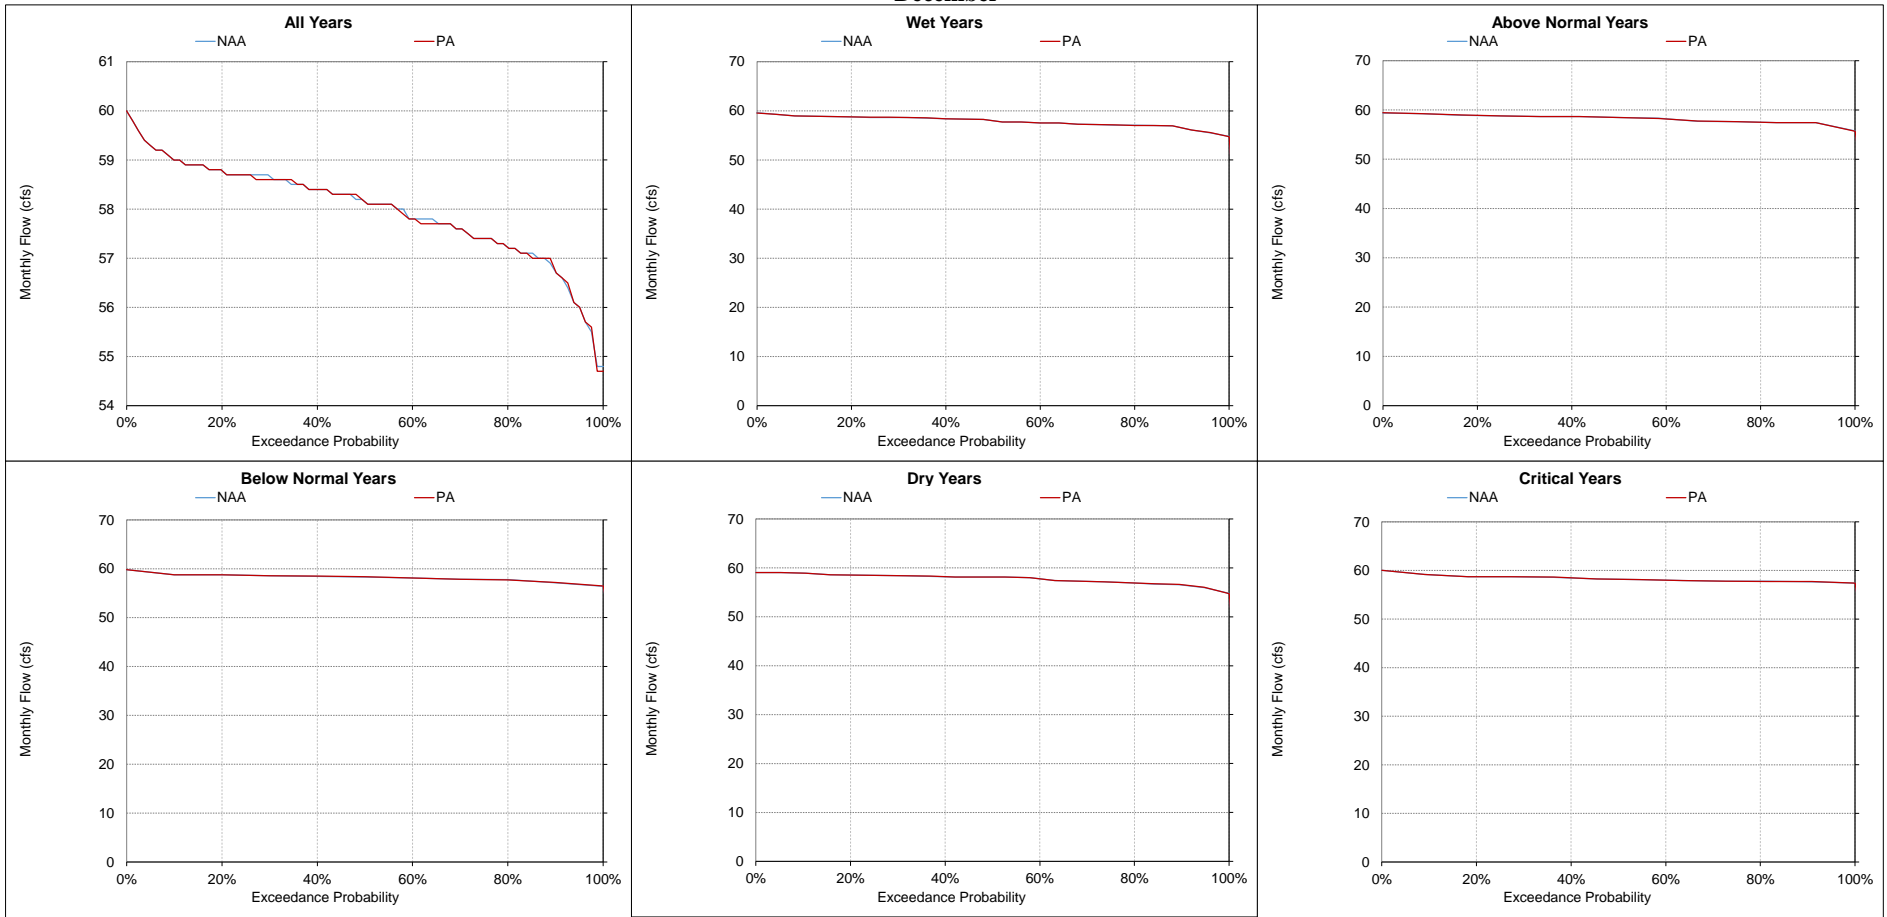 December
All Years
NAA PA
61
60
59
58
57
56
55
54
Monthly Flow (cfs)
0% 20% 40% 60% 80% 100%
Exceedance Probability
Wet Years
NAA PA
70
60
50
40
30
20
10
0
Monthly Flow (cfs)
0% 20% 40% 60% 80% 100%
Exceedance Probability
Above Normal Years
NAA PA
70
60
50
40
30
20
10
0
Monthly Flow (cfs)
0% 20% 40% 60% 80% 100%
Exceedance Probability
Below Normal Years
NAA PA
70
60
50
40
30
20
10
0
Monthly Flow (cfs)
0% 20% 40% 60% 80% 100%
Exceedance Probability
Dry Years
NAA PA
70
60
50
40
30
20
10
0
Monthly Flow (cfs)
0% 20% 40% 60% 80% 100%
Exceedance Probability
Critical Years
NAA PA
70
60
50
40
30
20
10
0
Monthly Flow (cfs)
0% 20% 40% 60% 80% 100%
Exceedance Probability